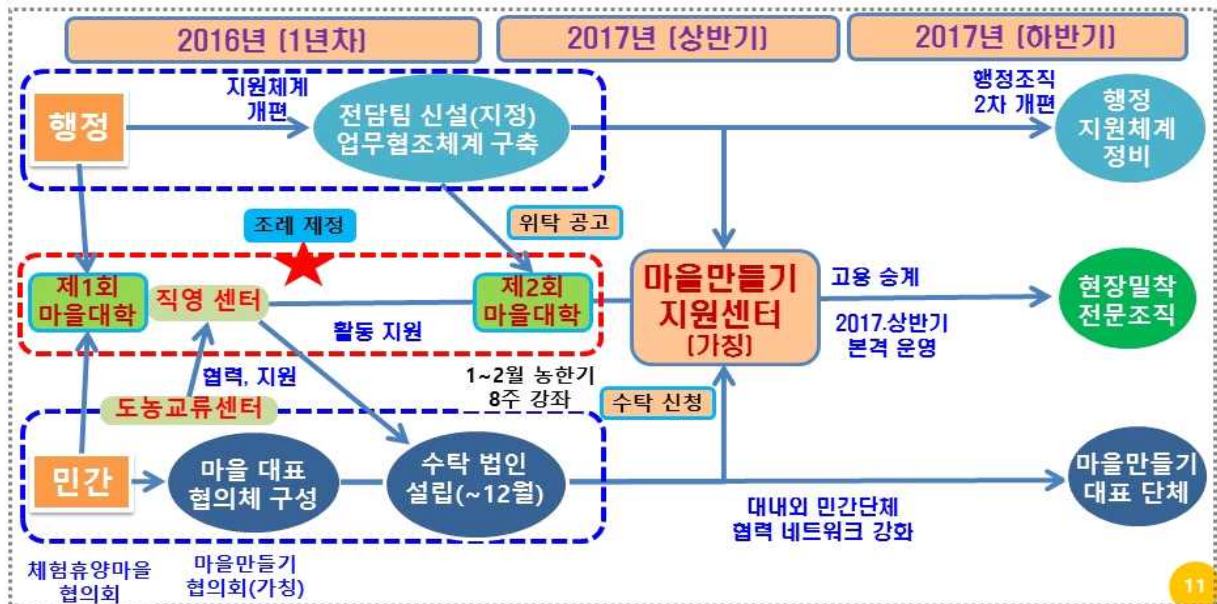 2016년 (1년차)
2017년 (상반기)
2017년 (하반기)
행정
지원체계
개편
전담팀 신설(지정)
업무협조체계 구축
행정조직
2차 개편
행정
지원체계
정비
조례 제정
위탁 공고
제1회
마을대학
직영 센터
활동 지원
제2회
마을대학
마을만들기
지원센터
(가칭)
고용 승계
2017.상반기
본격 운영
현장밀착
전문조직
협력, 지원
도농교류센터
1~2월 농한기
8주 강좌
수탁 신청
민간
마을 대표
협의체 구성
수탁 법인
설립(~12월)
대내외 민간단체
협력 네트워크 강화
마을만들기
대표 단체
체험휴양마을
협의회
마을만들기
협의회(가칭)
11